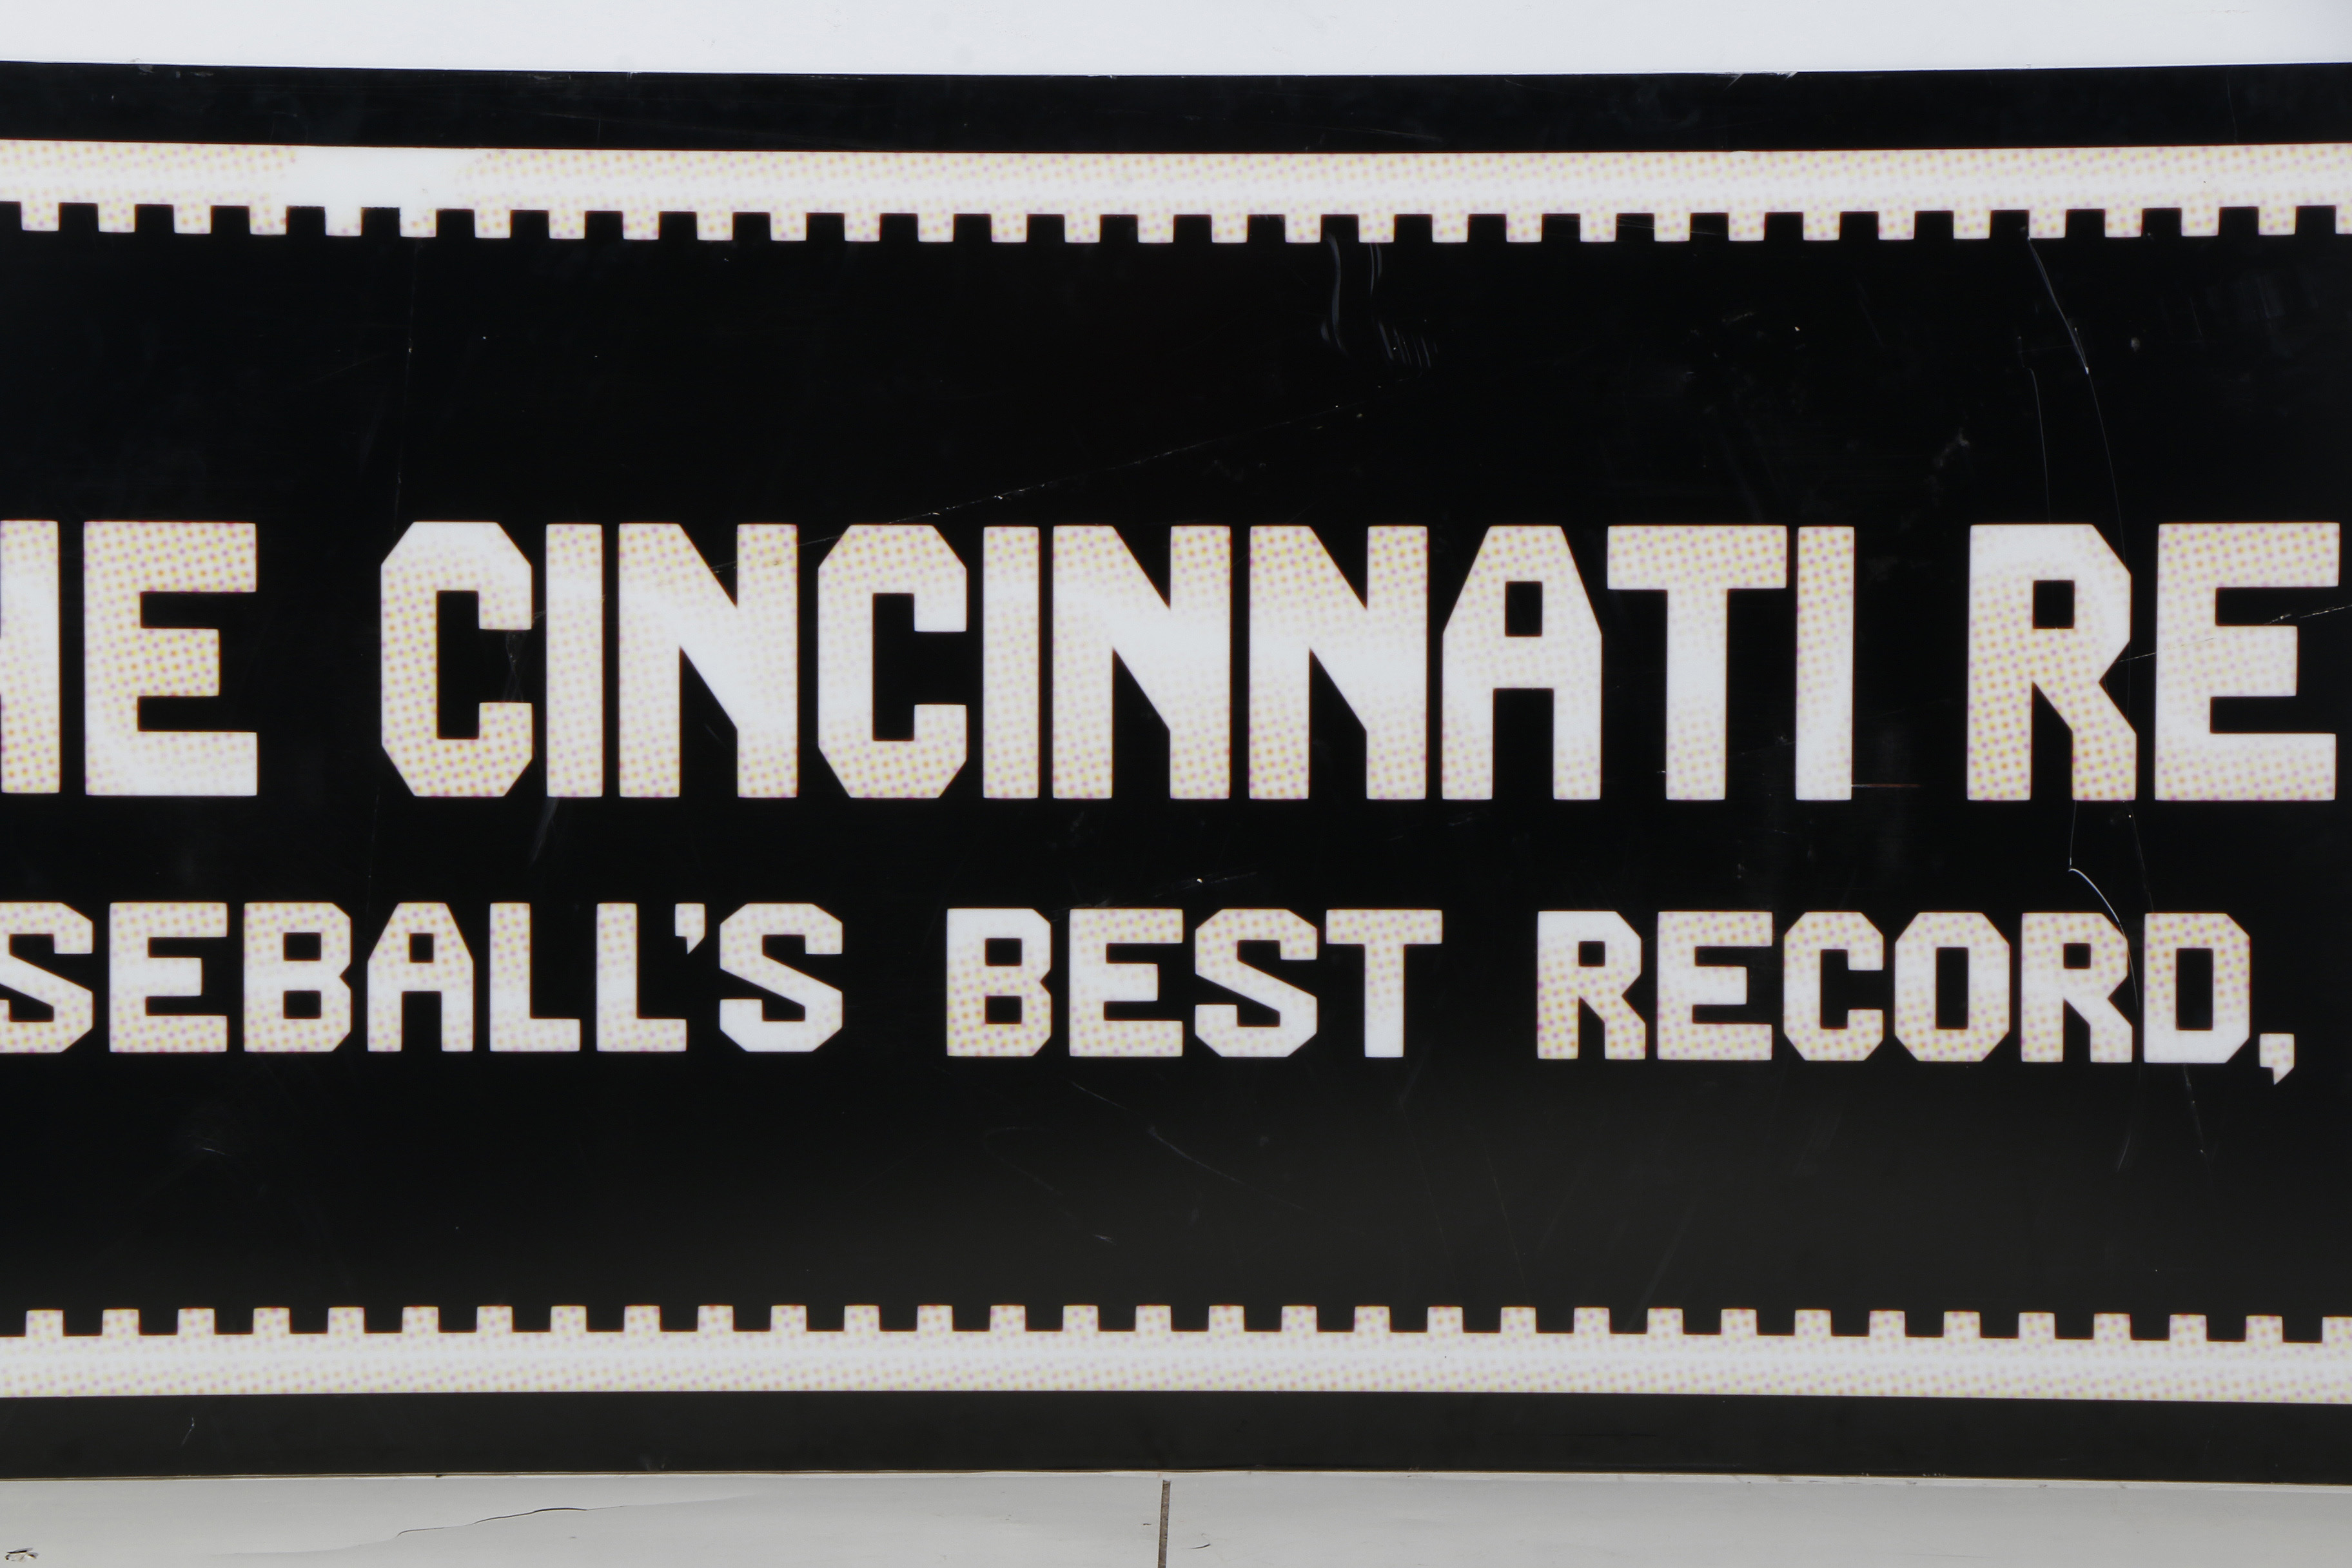 HE CINCINNATI RE
SEBALL'S BEST RECORD,